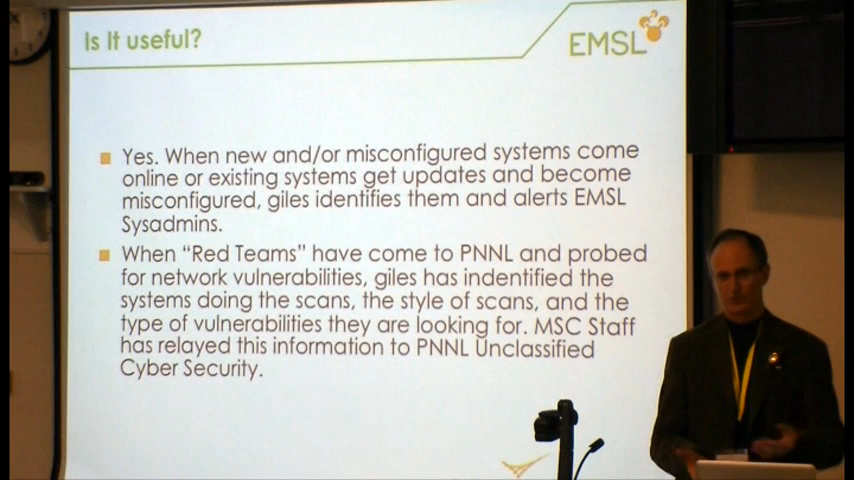 Is It useful?
EMSL
Yes. When new and/or misconfigured systems come
online or existing systems get updates and become
misconfigured, giles identifies them and alerts EMSL
Sysadmins.
When “Red Teams” have come to PNNL and probed
for network vulnerabilities, giles has indentified the
systems doing the scans, the style of scans, and the
type of vulnerabilities they are looking for. MSC Staff
has relayed this information to PNNL Unclassified
Cyber Security.